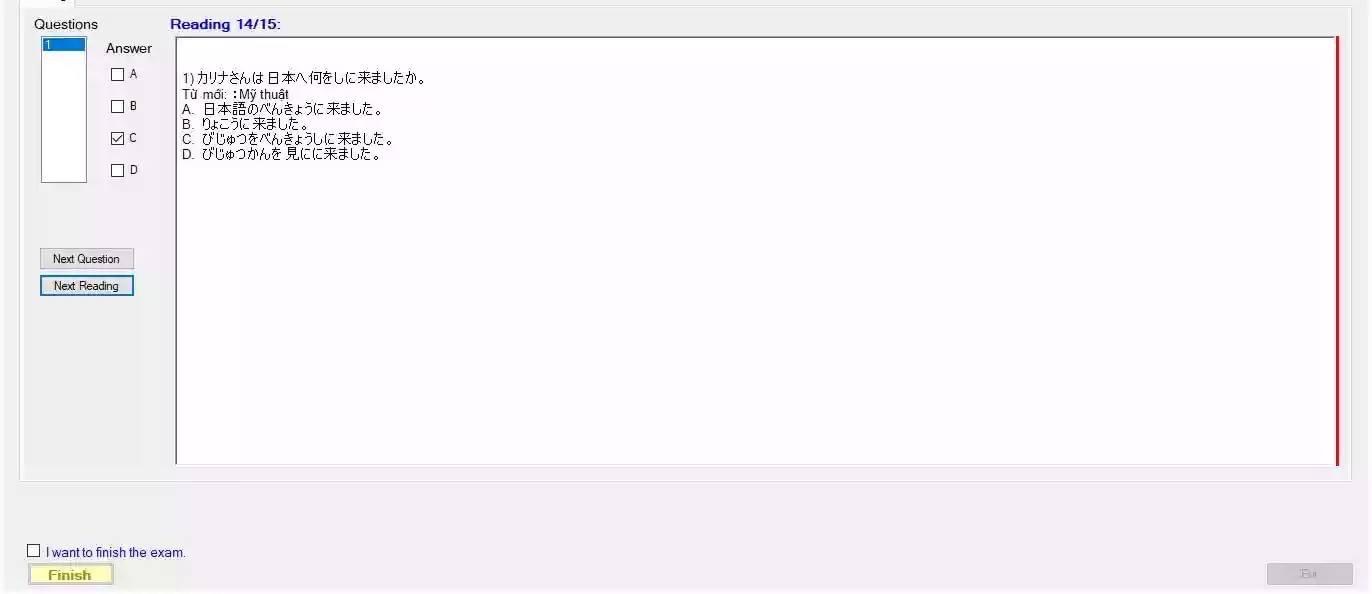 Questions
Reading 14/15:
1
Answer
A
B
C
D
1) カリナさんは 日本へ何をしに来ましたか。
Từ mới: :Mỹ thuật
A. 日本語のべんきょうに 来ました。
B. りょこうに 来ました。
C. びじゅつをべんきょうしに 来ました。
D. びじゅつかんを 見にに来ました。
Next Question
Next Reading
I want to finish the exam.
Finish